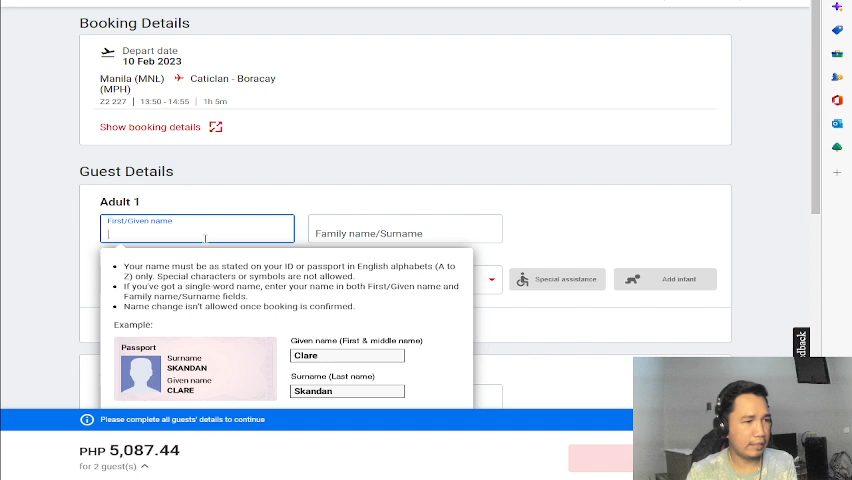 Booking Details
Depart date
10 Feb 2023
Manila (MNL) Caticlan - Boracay
(MPH)
Z2 227 | 13:50 - 14:55 | 1h 5m
Show booking details
Guest Details
Adult 1
First/Given name
Family name/Surname
• Your name must be as stated on your ID or passport in English alphabets (A to
Z) only. Special characters or symbols are not allowed.
• If you've got a single-word name, enter your name in both First/Given name and
Family name/Surname fields.
• Name change isn't allowed once booking is confirmed.
Special assistance
Add infant
Example:
Passport
Surname
SKANDAN
Given name
CLARE
Given name (First & middle name)
Clare
Surname (Last name)
Skandan
dback
Please complete all guests' details to continue
PHP 5,087.44
for 2 guest(s)